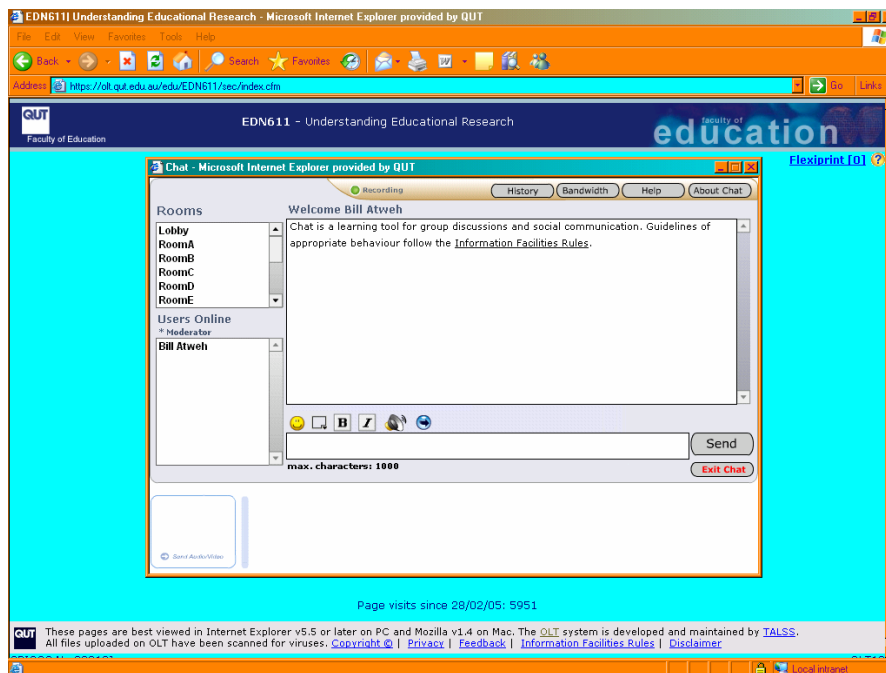 EDN611| Understanding Educational Research - Microsoft Internet Explorer provided by QUT
File Edit View Favorites Tools Help
Back Search Favorites
Address https://olt.qut.edu.au/edu/EDN611/sec/index.cfm Go Links
QUT
Faculty of Education
EDN611 - Understanding Educational Research
faculty of
education
Flexiprint [0] ?
Chat - Microsoft Internet Explorer provided by QUT
Recording History Bandwidth Help About Chat
Rooms
Lobby
RoomA
RoomB
RoomC
RoomD
RoomE
Users Online
* Moderator
Bill Atweh
Welcome Bill Atweh
Chat is a learning tool for group discussions and social communication. Guidelines of
appropriate behaviour follow the Information Facilities Rules.
B I
Send
max. characters: 1000
Exit Chat
Send Audio/Video
Page visits since 28/02/05: 5951
QUT
These pages are best viewed in Internet Explorer v5.5 or later on PC and Mozilla v1.4 on Mac. The OLT system is developed and maintained by TALSS.
All files uploaded on OLT have been scanned for viruses. Copyright © | Privacy | Feedback | Information Facilities Rules | Disclaimer
Local intranet